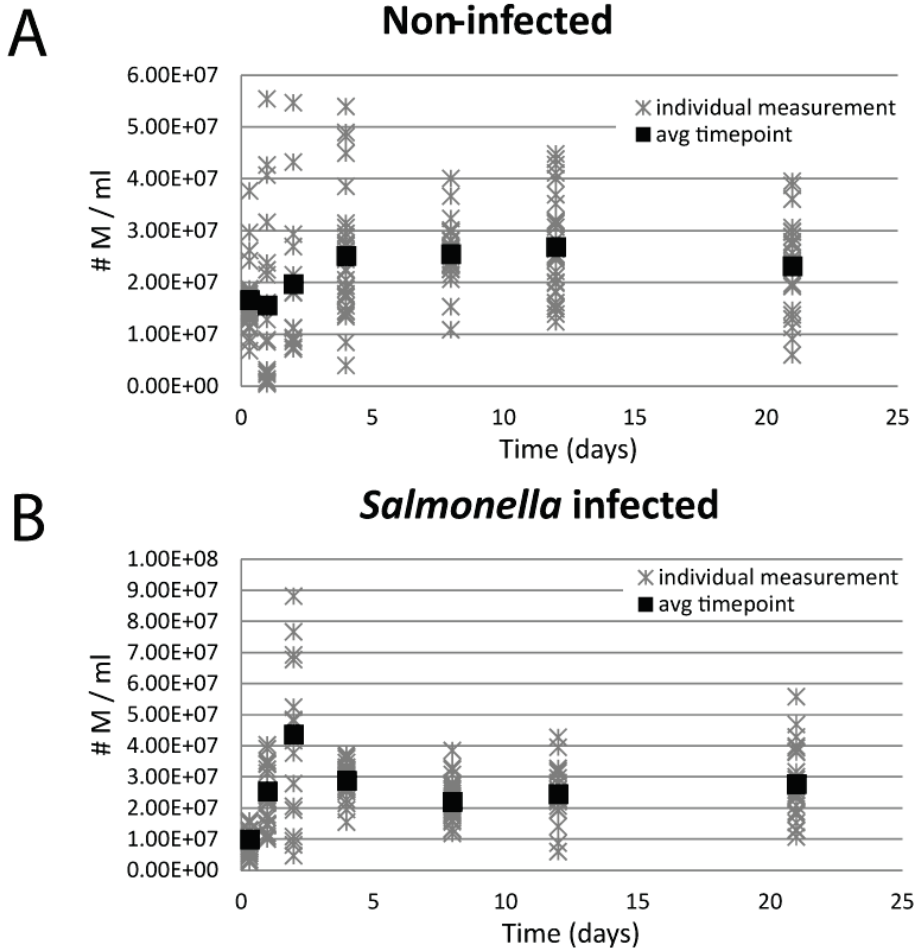 A
Non-infected
# M / ml
6.00E+07
5.00E+07
4.00E+07
3.00E+07
2.00E+07
1.00E+07
0.00E+00
individual measurement
avg timepoint
0 5 10 15 20 25
Time (days)
B
Salmonella infected
# M / ml
1.00E+08
9.00E+07
8.00E+07
7.00E+07
6.00E+07
5.00E+07
4.00E+07
3.00E+07
2.00E+07
1.00E+07
0.00E+00
individual measurement
avg timepoint
0 5 10 15 20 25
Time (days)